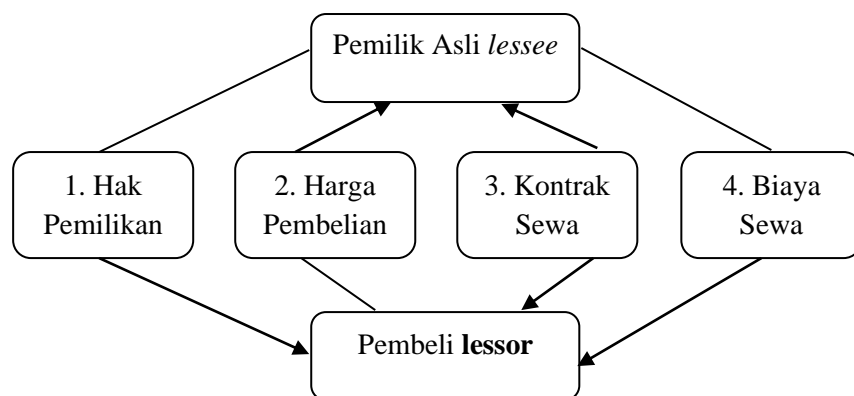 Pemilik Asli lessee
1. Hak
Pemilikan
2. Harga
Pembelian
3. Kontrak
Sewa
4. Biaya
Sewa
Pembeli lessor